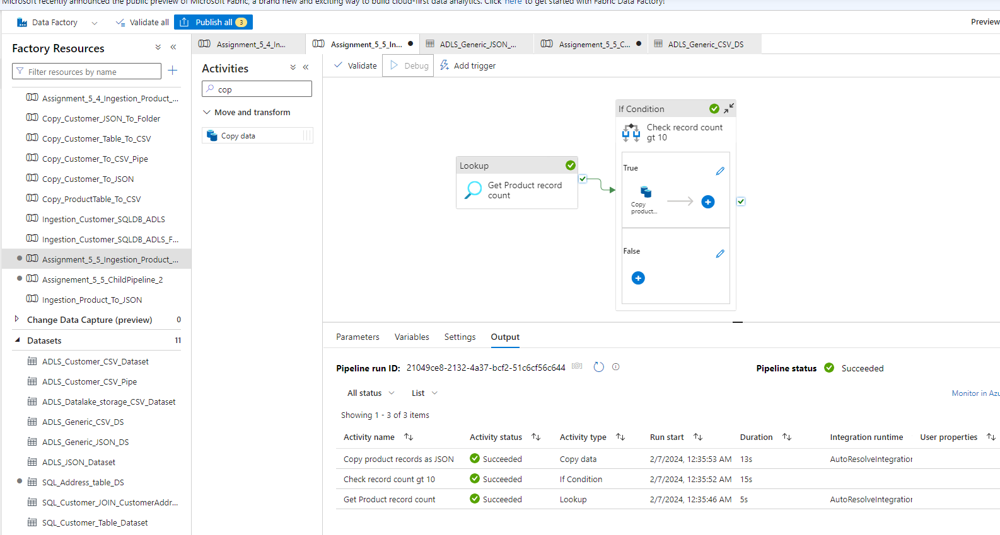 Microsoft recently announced the public preview of Microsoft Fabric, a brand new and exciting way to build cloud-first data analytics. Click here to get started with Fabric Data Factory!
Data Factory
Validate all
Publish all 3
Preview
Factory Resources
Filter resources by name
Assignment_5_4_Ingestion_Product_...
Copy_Customer_JSON_To_Folder
Copy_Customer_Table_To_CSV
Copy_Customer_To_CSV_Pipe
Copy_Customer_To_JSON
Copy_ProductTable_To_CSV
Ingestion_Customer_SQLDB_ADLS
Ingestion_Customer_SQLDB_ADLS_F...
Assignment_5_5_Ingestion_Product_...
Assignement_5_5_ChildPipeline_2
Ingestion_Product_To_JSON
Change Data Capture (preview) 0
Datasets 11
ADLS_Customer_CSV_Dataset
ADLS_Customer_CSV_Pipe
ADLS_Datalake_storage_CSV_Dataset
ADLS_Generic_CSV_DS
ADLS_Generic_JSON_DS
ADLS_JSON_Dataset
SQL_Address_table_DS
SQL_Customer_JOIN_CustomerAddr...
SQL_Customer_Table_Dataset
Assignment_5_4_In...
Assignment_5_5_In...
ADLS_Generic_JSON_...
Assignement_5_5_C...
ADLS_Generic_CSV_DS
Activities
cop
Move and transform
Copy data
Validate
Debug
Add trigger
Lookup
Get Product record
count
If Condition
Check record count
gt 10
True
Copy
product...
False
Parameters
Variables
Settings
Output
Pipeline run ID: 21049ce8-2132-4a37-bcf2-51c6cf56c644
Pipeline status Succeeded
All status
List
Monitor in Azu
Showing 1 - 3 of 3 items
Activity name Activity status Activity type Run start Duration Integration runtime User properties
Copy product records as JSON Succeeded Copy data 2/7/2024, 12:35:53 AM 13s AutoResolveIntegration
Check record count gt 10 Succeeded If Condition 2/7/2024, 12:35:52 AM 15s
Get Product record count Succeeded Lookup 2/7/2024, 12:35:46 AM 5s AutoResolveIntegration